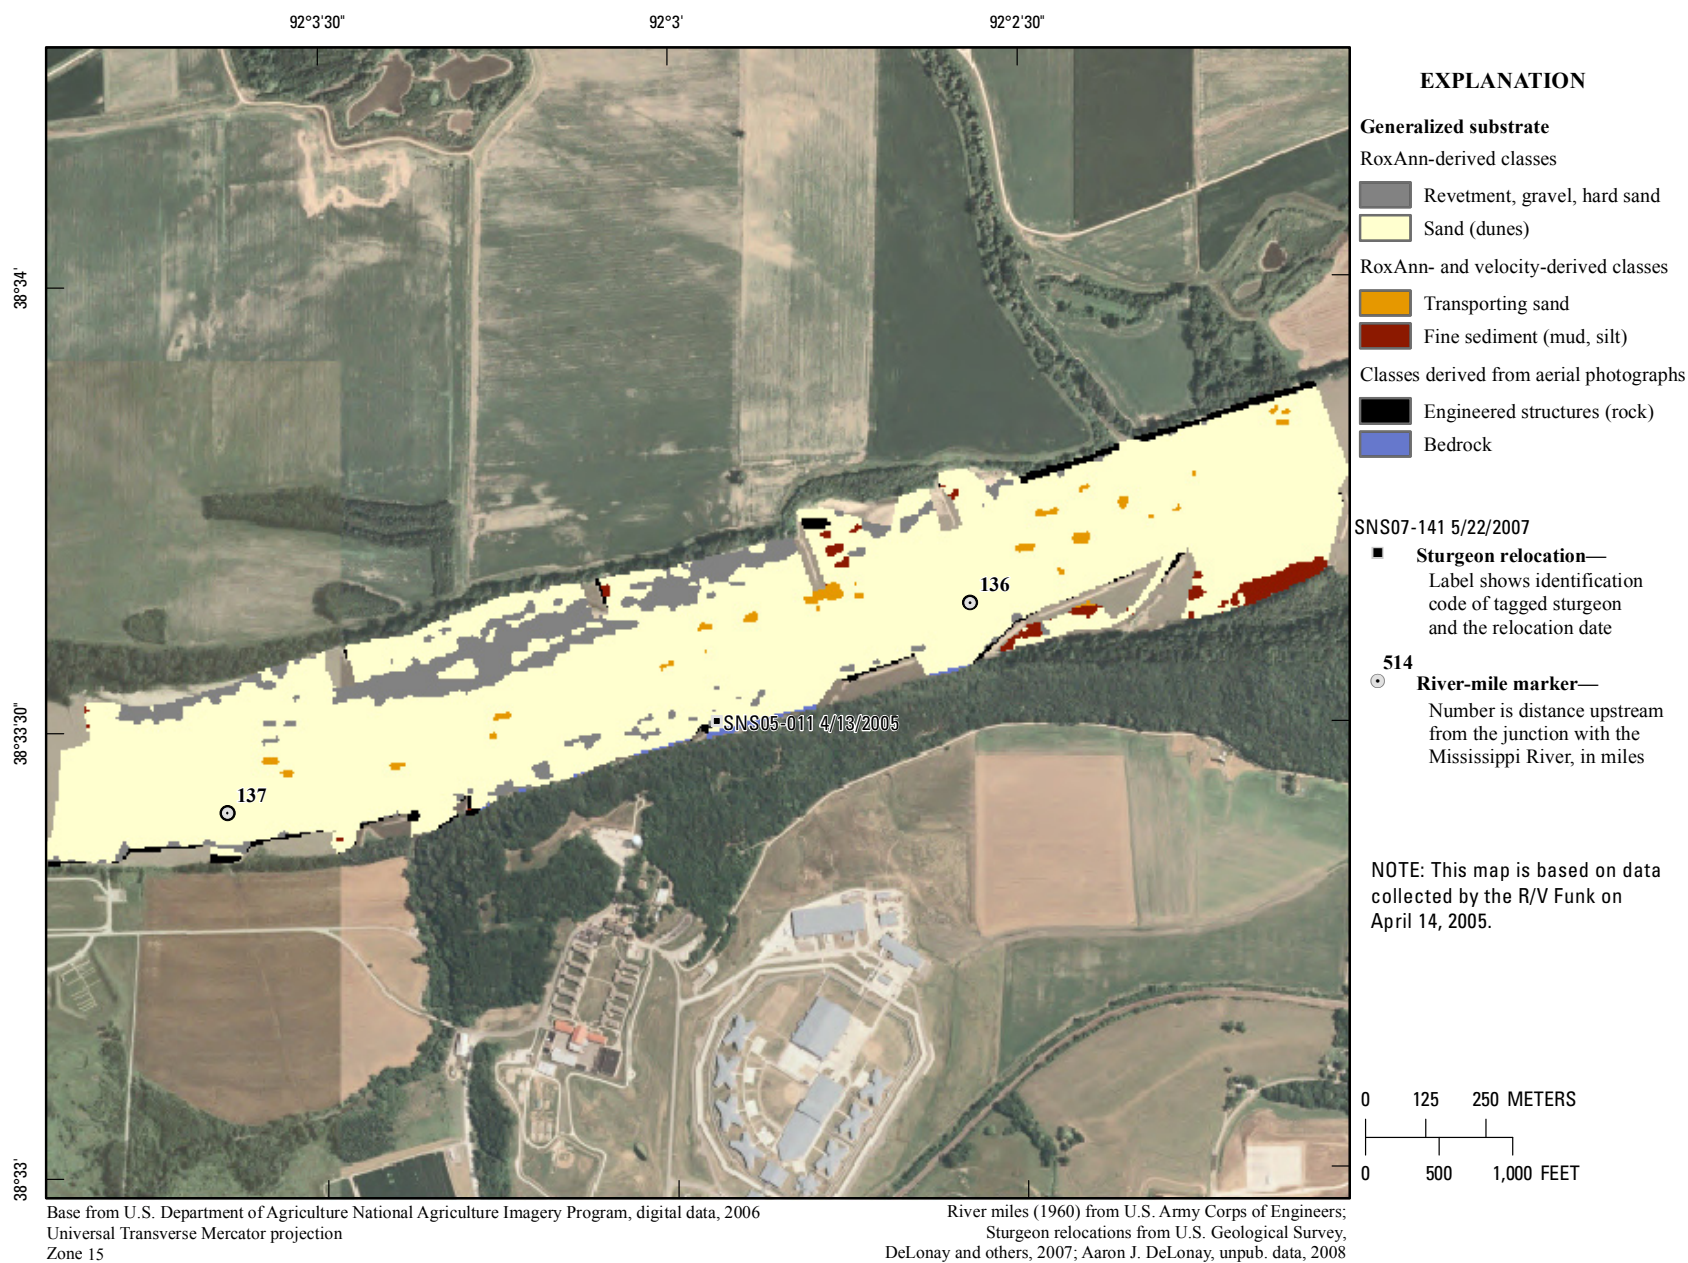 92°3'30"
92°3'
92°2'30"
38°34'
38°33'30"
38°33'
136
SNS05-011 4/13/2005
137
EXPLANATION
Generalized substrate
RoxAnn-derived classes
Revetment, gravel, hard sand
Sand (dunes)
RoxAnn- and velocity-derived classes
Transporting sand
Fine sediment (mud, silt)
Classes derived from aerial photographs
Engineered structures (rock)
Bedrock
SNS07-141 5/22/2007
Sturgeon relocation—
Label shows identification
code of tagged sturgeon
and the relocation date
514
River-mile marker—
Number is distance upstream
from the junction with the
Mississippi River, in miles
NOTE: This map is based on data
collected by the R/V Funk on
April 14, 2005.
0 125 250 METERS
0 500 1,000 FEET
Base from U.S. Department of Agriculture National Agriculture Imagery Program, digital data, 2006
Universal Transverse Mercator projection
Zone 15
River miles (1960) from U.S. Army Corps of Engineers;
Sturgeon relocations from U.S. Geological Survey,
DeLonay and others, 2007; Aaron J. DeLonay, unpub. data, 2008